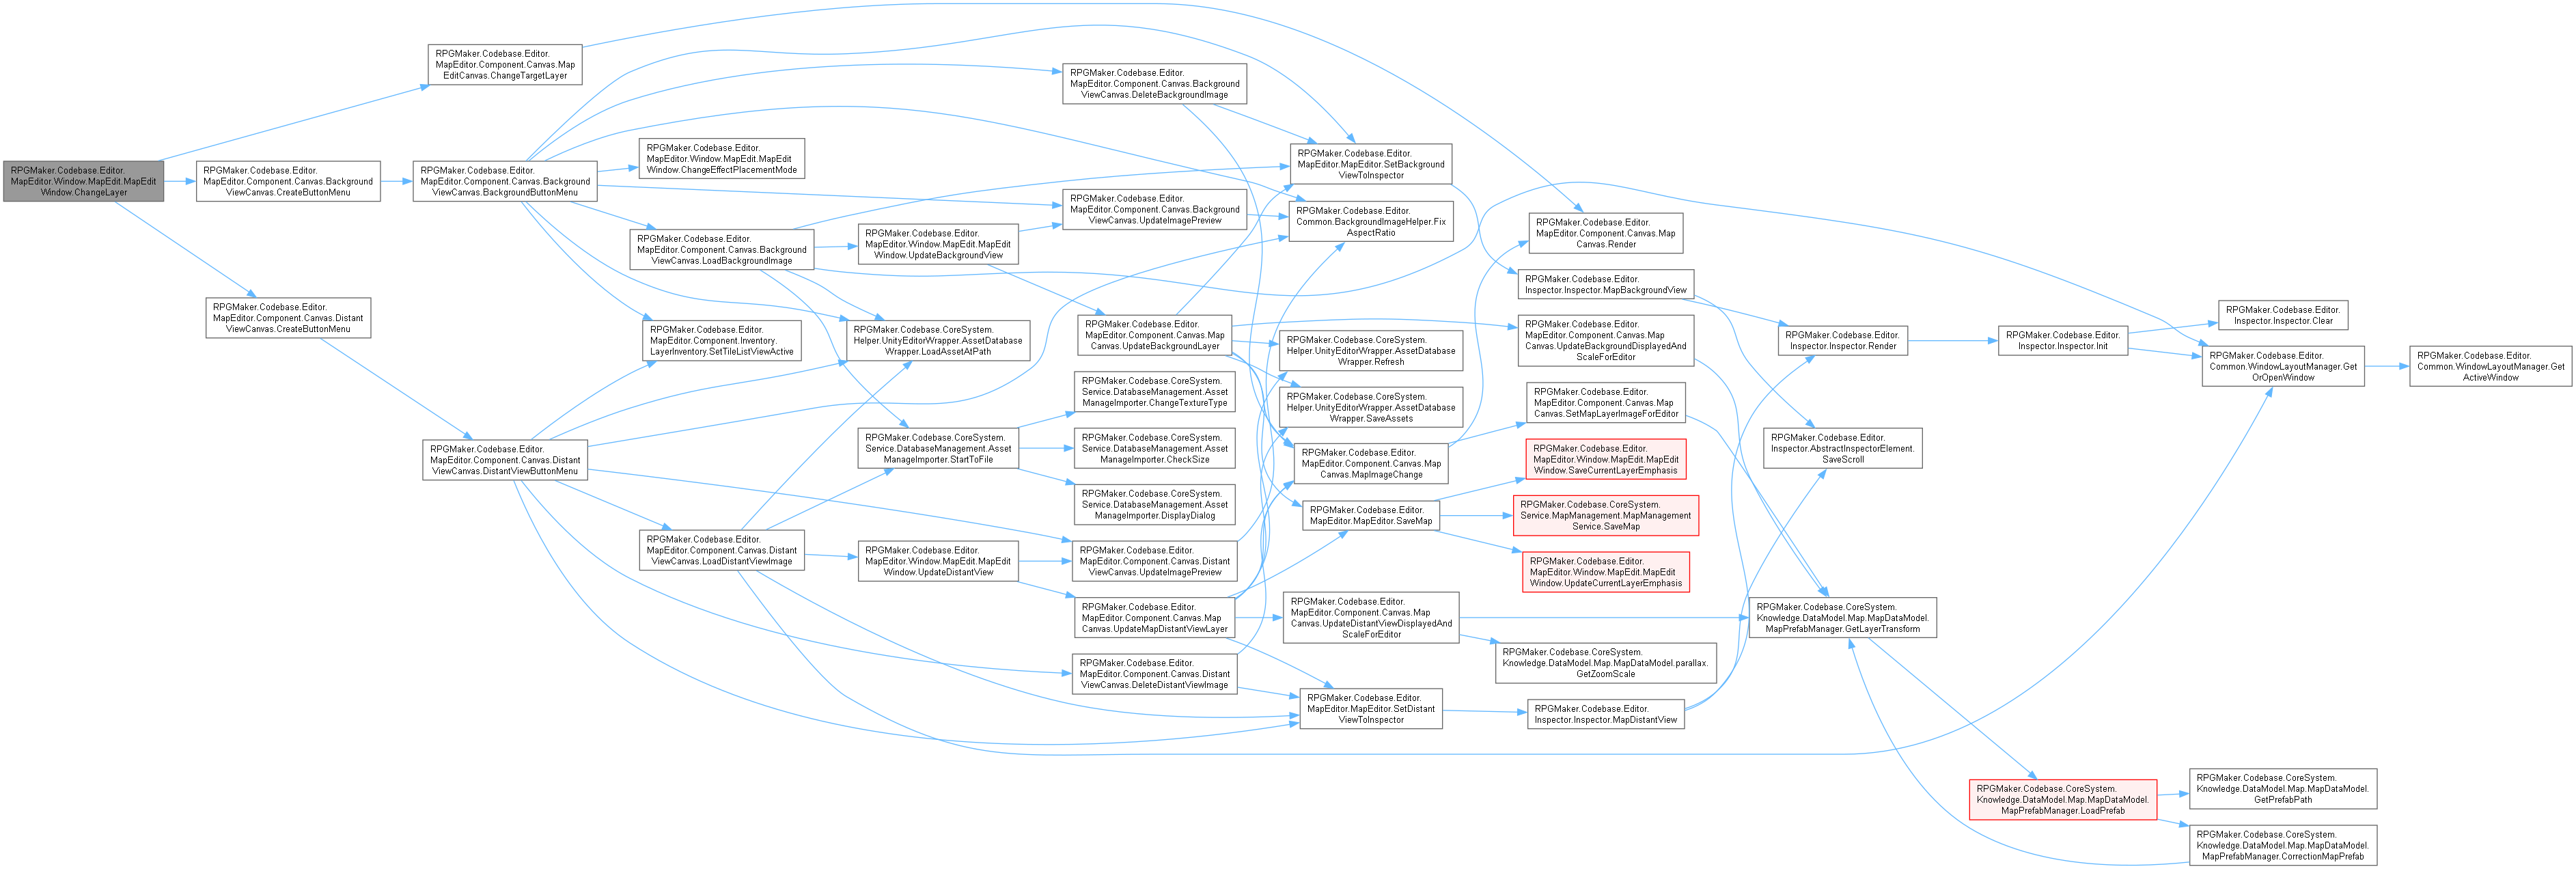 RPGMaker.Codebase.Editor.
MapEditor.Window.MapEdit.MapEdit
Window.ChangeLayer
RPGMaker.Codebase.Editor.
MapEditor.Component.Canvas.Map
EditCanvas.ChangeTargetLayer
RPGMaker.Codebase.Editor.
MapEditor.Component.Canvas.Background
ViewCanvas.CreateButtonMenu
RPGMaker.Codebase.Editor.
MapEditor.Component.Canvas.Distant
ViewCanvas.CreateButtonMenu
RPGMaker.Codebase.Editor.
MapEditor.Component.Canvas.Background
ViewCanvas.BackgroundButtonMenu
RPGMaker.Codebase.Editor.
MapEditor.Component.Canvas.Distant
ViewCanvas.DistantViewButtonMenu
RPGMaker.Codebase.Editor.
MapEditor.Window.MapEdit.MapEdit
Window.ChangeEffectPlacementMode
RPGMaker.Codebase.Editor.
MapEditor.Component.Canvas.Background
ViewCanvas.LoadBackgroundImage
RPGMaker.Codebase.Editor.
MapEditor.Component.Inventory.
LayerInventory.SetTileListViewActive
RPGMaker.Codebase.Editor.
MapEditor.Component.Canvas.Distant
ViewCanvas.LoadDistantViewImage
RPGMaker.Codebase.Editor.
MapEditor.Window.MapEdit.MapEdit
Window.UpdateBackgroundView
RPGMaker.Codebase.CoreSystem.
Helper.UnityEditorWrapper.AssetDatabase
Wrapper.LoadAssetAtPath
RPGMaker.Codebase.CoreSystem.
Service.DatabaseManagement.Asset
ManageImporter.StartToFile
RPGMaker.Codebase.Editor.
MapEditor.Window.MapEdit.MapEdit
Window.UpdateDistantView
RPGMaker.Codebase.Editor.
MapEditor.Component.Canvas.Background
ViewCanvas.DeleteBackgroundImage
RPGMaker.Codebase.Editor.
MapEditor.Component.Canvas.Background
ViewCanvas.UpdateImagePreview
RPGMaker.Codebase.Editor.
MapEditor.Component.Canvas.Map
Canvas.UpdateBackgroundLayer
RPGMaker.Codebase.CoreSystem.
Service.DatabaseManagement.Asset
ManageImporter.ChangeTextureType
RPGMaker.Codebase.CoreSystem.
Service.DatabaseManagement.Asset
ManageImporter.CheckSize
RPGMaker.Codebase.CoreSystem.
Service.DatabaseManagement.Asset
ManageImporter.DisplayDialog
RPGMaker.Codebase.Editor.
MapEditor.Component.Canvas.Distant
ViewCanvas.UpdateImagePreview
RPGMaker.Codebase.Editor.
MapEditor.Component.Canvas.Map
Canvas.UpdateMapDistantViewLayer
RPGMaker.Codebase.Editor.
MapEditor.Component.Canvas.Distant
ViewCanvas.DeleteDistantViewImage
RPGMaker.Codebase.Editor.
MapEditor.MapEditor.SetBackground
ViewToInspector
RPGMaker.Codebase.Editor.
Common.BackgroundImageHelper.Fix
AspectRatio
RPGMaker.Codebase.CoreSystem.
Helper.UnityEditorWrapper.AssetDatabase
Wrapper.Refresh
RPGMaker.Codebase.CoreSystem.
Helper.UnityEditorWrapper.AssetDatabase
Wrapper.SaveAssets
RPGMaker.Codebase.Editor.
MapEditor.Component.Canvas.Map
Canvas.MapImageChange
RPGMaker.Codebase.Editor.
MapEditor.MapEditor.SaveMap
RPGMaker.Codebase.Editor.
MapEditor.Component.Canvas.Map
Canvas.UpdateDistantViewDisplayedAnd
ScaleForEditor
RPGMaker.Codebase.Editor.
MapEditor.MapEditor.SetDistant
ViewToInspector
RPGMaker.Codebase.Editor.
MapEditor.Component.Canvas.Map
Canvas.Render
RPGMaker.Codebase.Editor.
Inspector.Inspector.MapBackgroundView
RPGMaker.Codebase.Editor.
MapEditor.Component.Canvas.Map
Canvas.UpdateBackgroundDisplayedAnd
ScaleForEditor
RPGMaker.Codebase.Editor.
MapEditor.Component.Canvas.Map
Canvas.SetMapLayerImageForEditor
RPGMaker.Codebase.Editor.
MapEditor.Window.MapEdit.MapEdit
Window.SaveCurrentLayerEmphasis
RPGMaker.Codebase.CoreSystem.
Service.MapManagement.MapManagement
Service.SaveMap
RPGMaker.Codebase.Editor.
MapEditor.Window.MapEdit.MapEdit
Window.UpdateCurrentLayerEmphasis
RPGMaker.Codebase.CoreSystem.
Knowledge.DataModel.Map.MapDataModel.parallax.
GetZoomScale
RPGMaker.Codebase.Editor.
Inspector.Inspector.MapDistantView
RPGMaker.Codebase.Editor.
Inspector.Inspector.Render
RPGMaker.Codebase.Editor.
Inspector.AbstractInspectorElement.
SaveScroll
RPGMaker.Codebase.CoreSystem.
Knowledge.DataModel.Map.MapDataModel.
MapPrefabManager.GetLayerTransform
RPGMaker.Codebase.Editor.
Inspector.Inspector.Init
RPGMaker.Codebase.CoreSystem.
Knowledge.DataModel.Map.MapDataModel.
MapPrefabManager.LoadPrefab
RPGMaker.Codebase.Editor.
Inspector.Inspector.Clear
RPGMaker.Codebase.Editor.
Common.WindowLayoutManager.Get
OrOpenWindow
RPGMaker.Codebase.Editor.
Common.WindowLayoutManager.Get
ActiveWindow
RPGMaker.Codebase.CoreSystem.
Knowledge.DataModel.Map.MapDataModel.
GetPrefabPath
RPGMaker.Codebase.CoreSystem.
Knowledge.DataModel.Map.MapDataModel.
MapPrefabManager.CorrectionMapPrefab